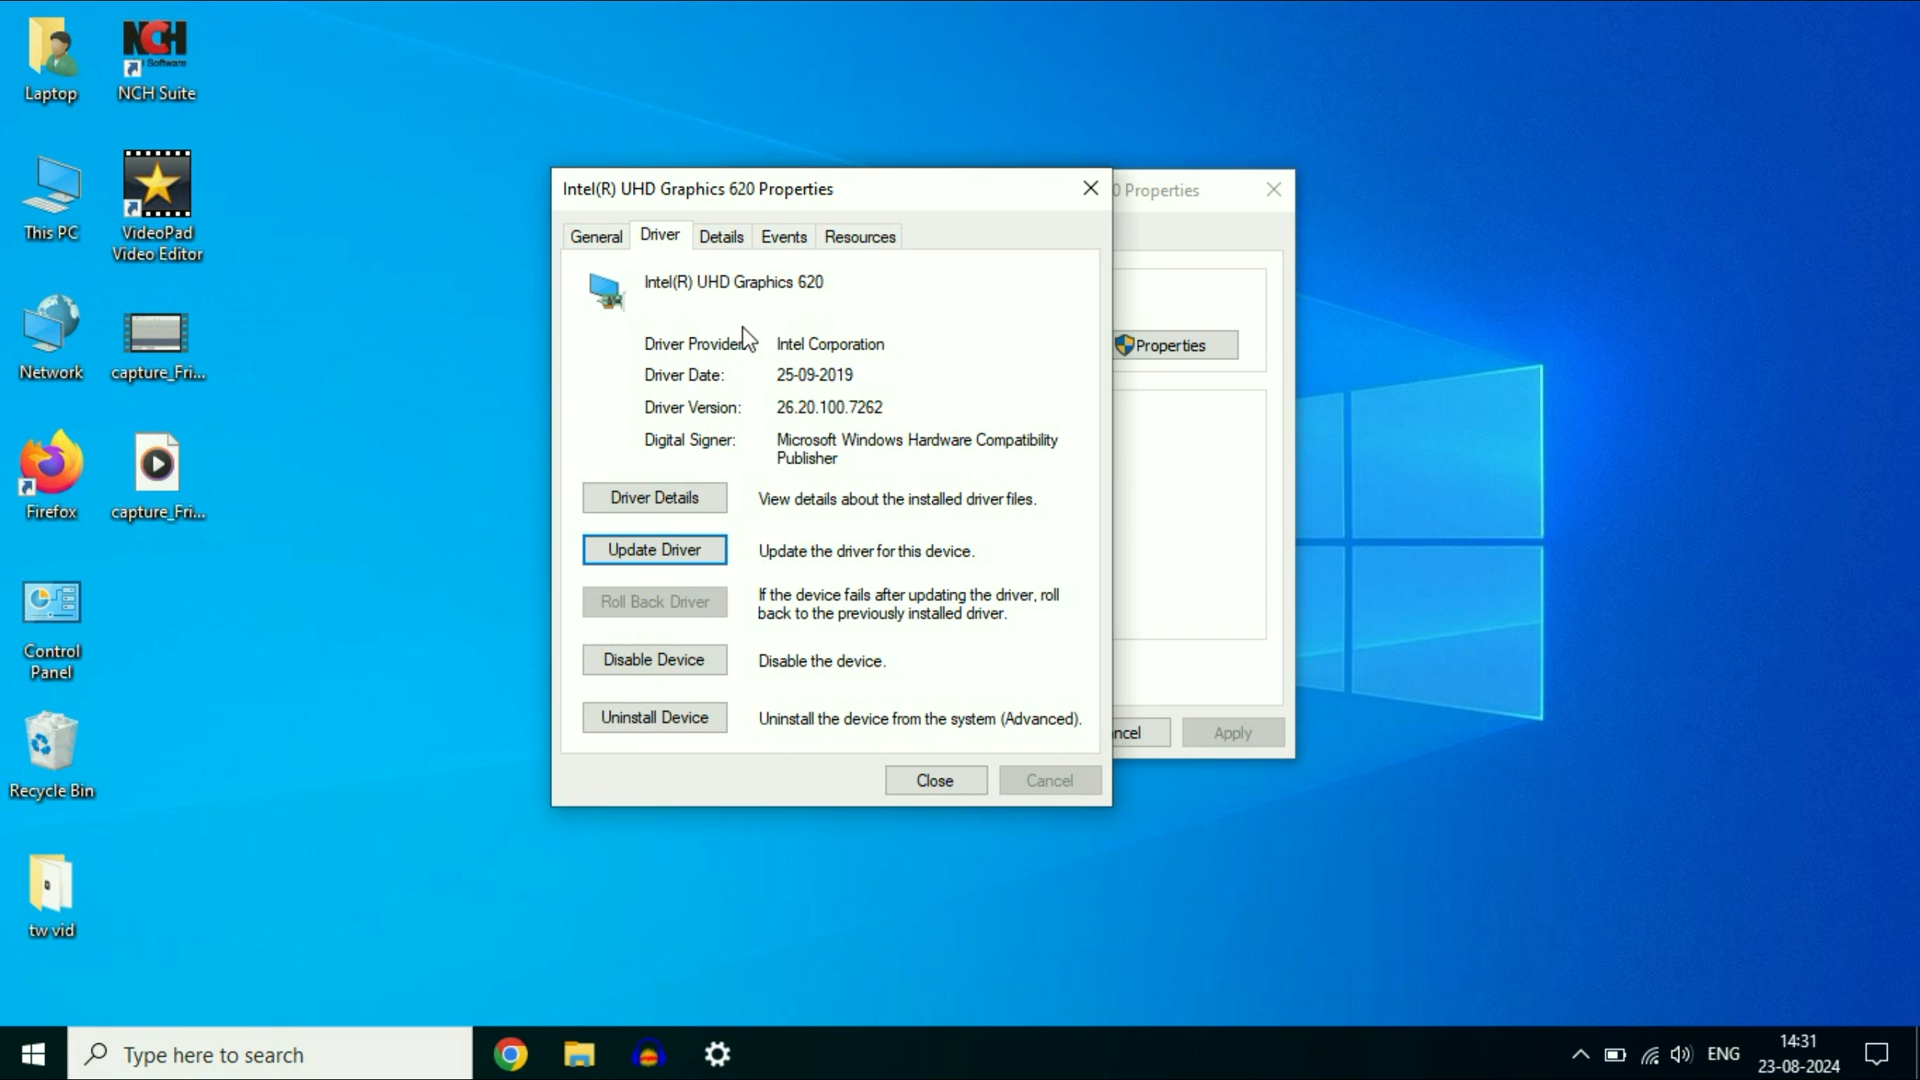 Laptop
NCH
Software
NCH Suite
This PC
VideoPad
Video Editor
Network
capture_Fri...
Firefox
capture_Fri...
Control
Panel
Recycle Bin
tw vid
Intel(R) UHD Graphics 620 Properties
General
Driver
Details
Events
Resources
Intel(R) UHD Graphics 620
Driver Provider: Intel Corporation
Driver Date: 25-09-2019
Driver Version: 26.20.100.7262
Digital Signer: Microsoft Windows Hardware Compatibility
Publisher
Driver Details View details about the installed driver files.
Update Driver Update the driver for this device.
Roll Back Driver If the device fails after updating the driver, roll
back to the previously installed driver.
Disable Device Disable the device.
Uninstall Device Uninstall the device from the system (Advanced).
Close
Cancel
0 Properties
Properties
ncel
Apply
Type here to search
ENG
14:31
23-08-2024